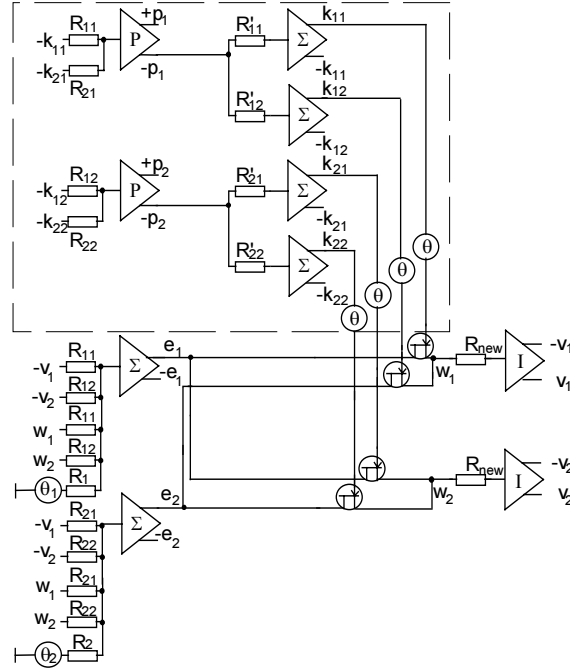 R11 +p1 R'11 k11
-k11 P Σ
-k21 -p1 -k11
R21 R'12 k12
Σ
-k12
R12 +p2 R'21 k21
-k12 P Σ
-k22 -p2 -k21
R22 R'22 k22
Σ θ
-k22 θ
θ
θ
R11 e1 Rnew -v1
-v1 Σ w1 I
R12 -e1 v1
-v2
R11
w1
R12
w2
θ1 R1 Rnew -v2
R21 e2 w2 I
-v1 Σ v2
R22 -e2
-v2
R21
w1
R22
w2
θ2 R2